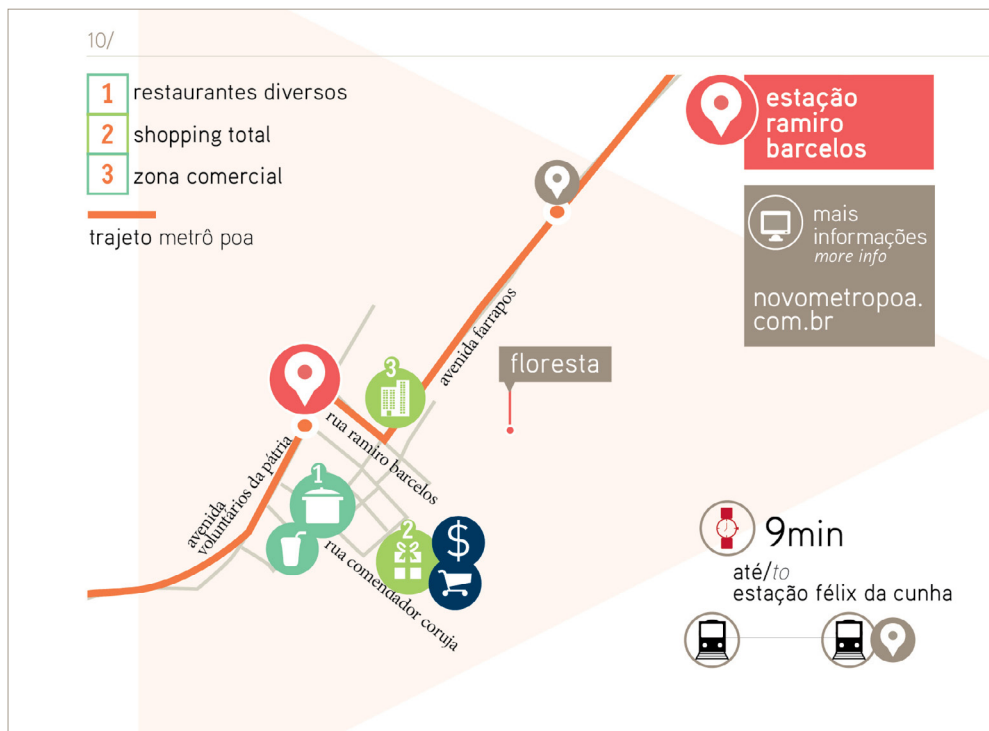 10/
1 restaurantes diversos
2 shopping total
3 zona comercial
trajeto metrô poa
estação
ramiro
barcelos
mais
informações
more info
novometropoa.
com.br
avenida farrapos
floresta
3
rua ramiro barcelos
avenida
voluntários da pátria
1
2
$
rua comendador coruja
9min
até/to
estação félix da cunha